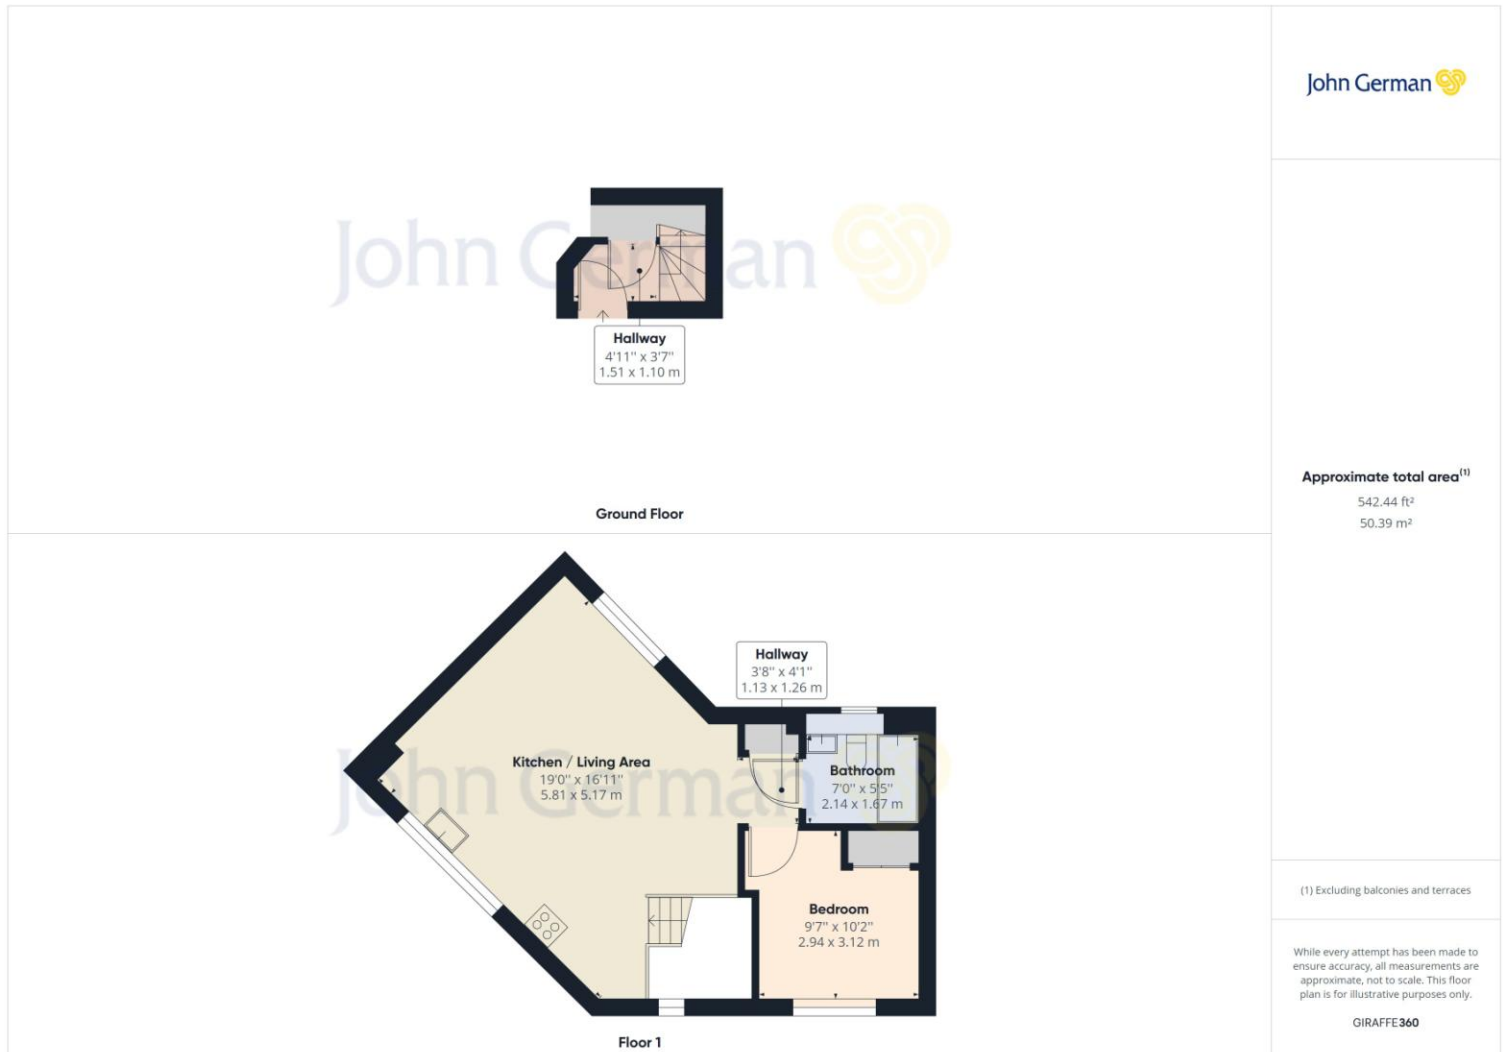 John German
John German
Hallway
4'11" x 3'7"
1.51 x 1.10 m
Ground Floor
Approximate total area(1)
542.44 ft²
50.39 m²
Hallway
3'8" x 4'1"
1.13 x 1.26 m
Kitchen / Living Area
19'0" x 16'11"
5.81 x 5.17 m
John German
Bathroom
7'0" x 5'5"
2.14 x 1.67 m
Bedroom
9'7" x 10'2"
2.94 x 3.12 m
Floor 1
(1) Excluding balconies and terraces
While every attempt has been made to
ensure accuracy, all measurements are
approximate, not to scale. This floor
plan is for illustrative purposes only.
GIRAFFE360